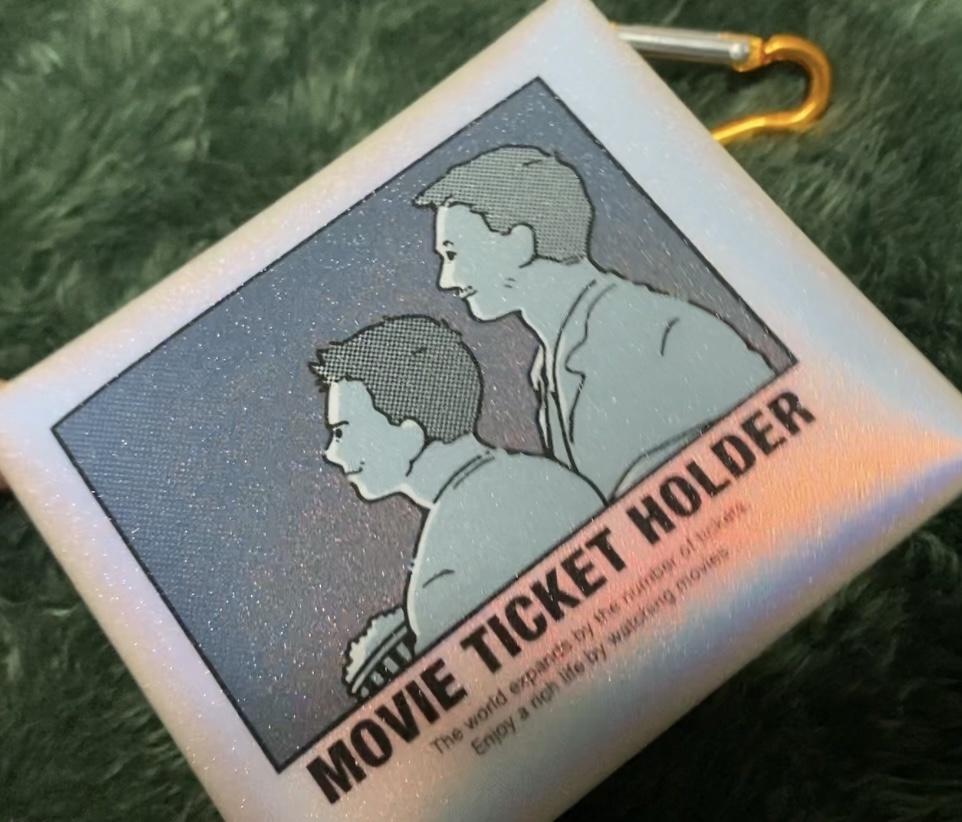 MOVIE TICKET HOLDER
The world expands by the number of tickets.
Enjoy a rich life by watching movies.